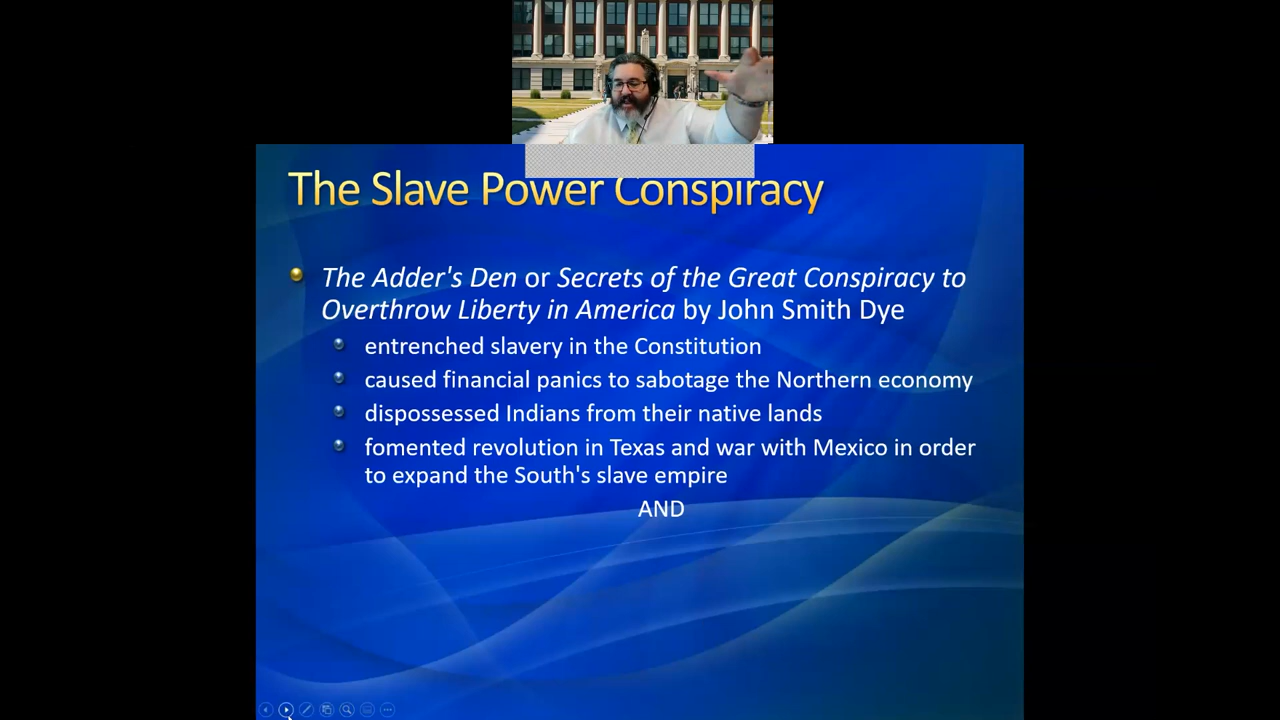 The Slave Power Conspiracy
The Adder's Den or Secrets of the Great Conspiracy to
Overthrow Liberty in America by John Smith Dye
entrenched slavery in the Constitution
caused financial panics to sabotage the Northern economy
dispossessed Indians from their native lands
fomented revolution in Texas and war with Mexico in order
to expand the South's slave empire
AND